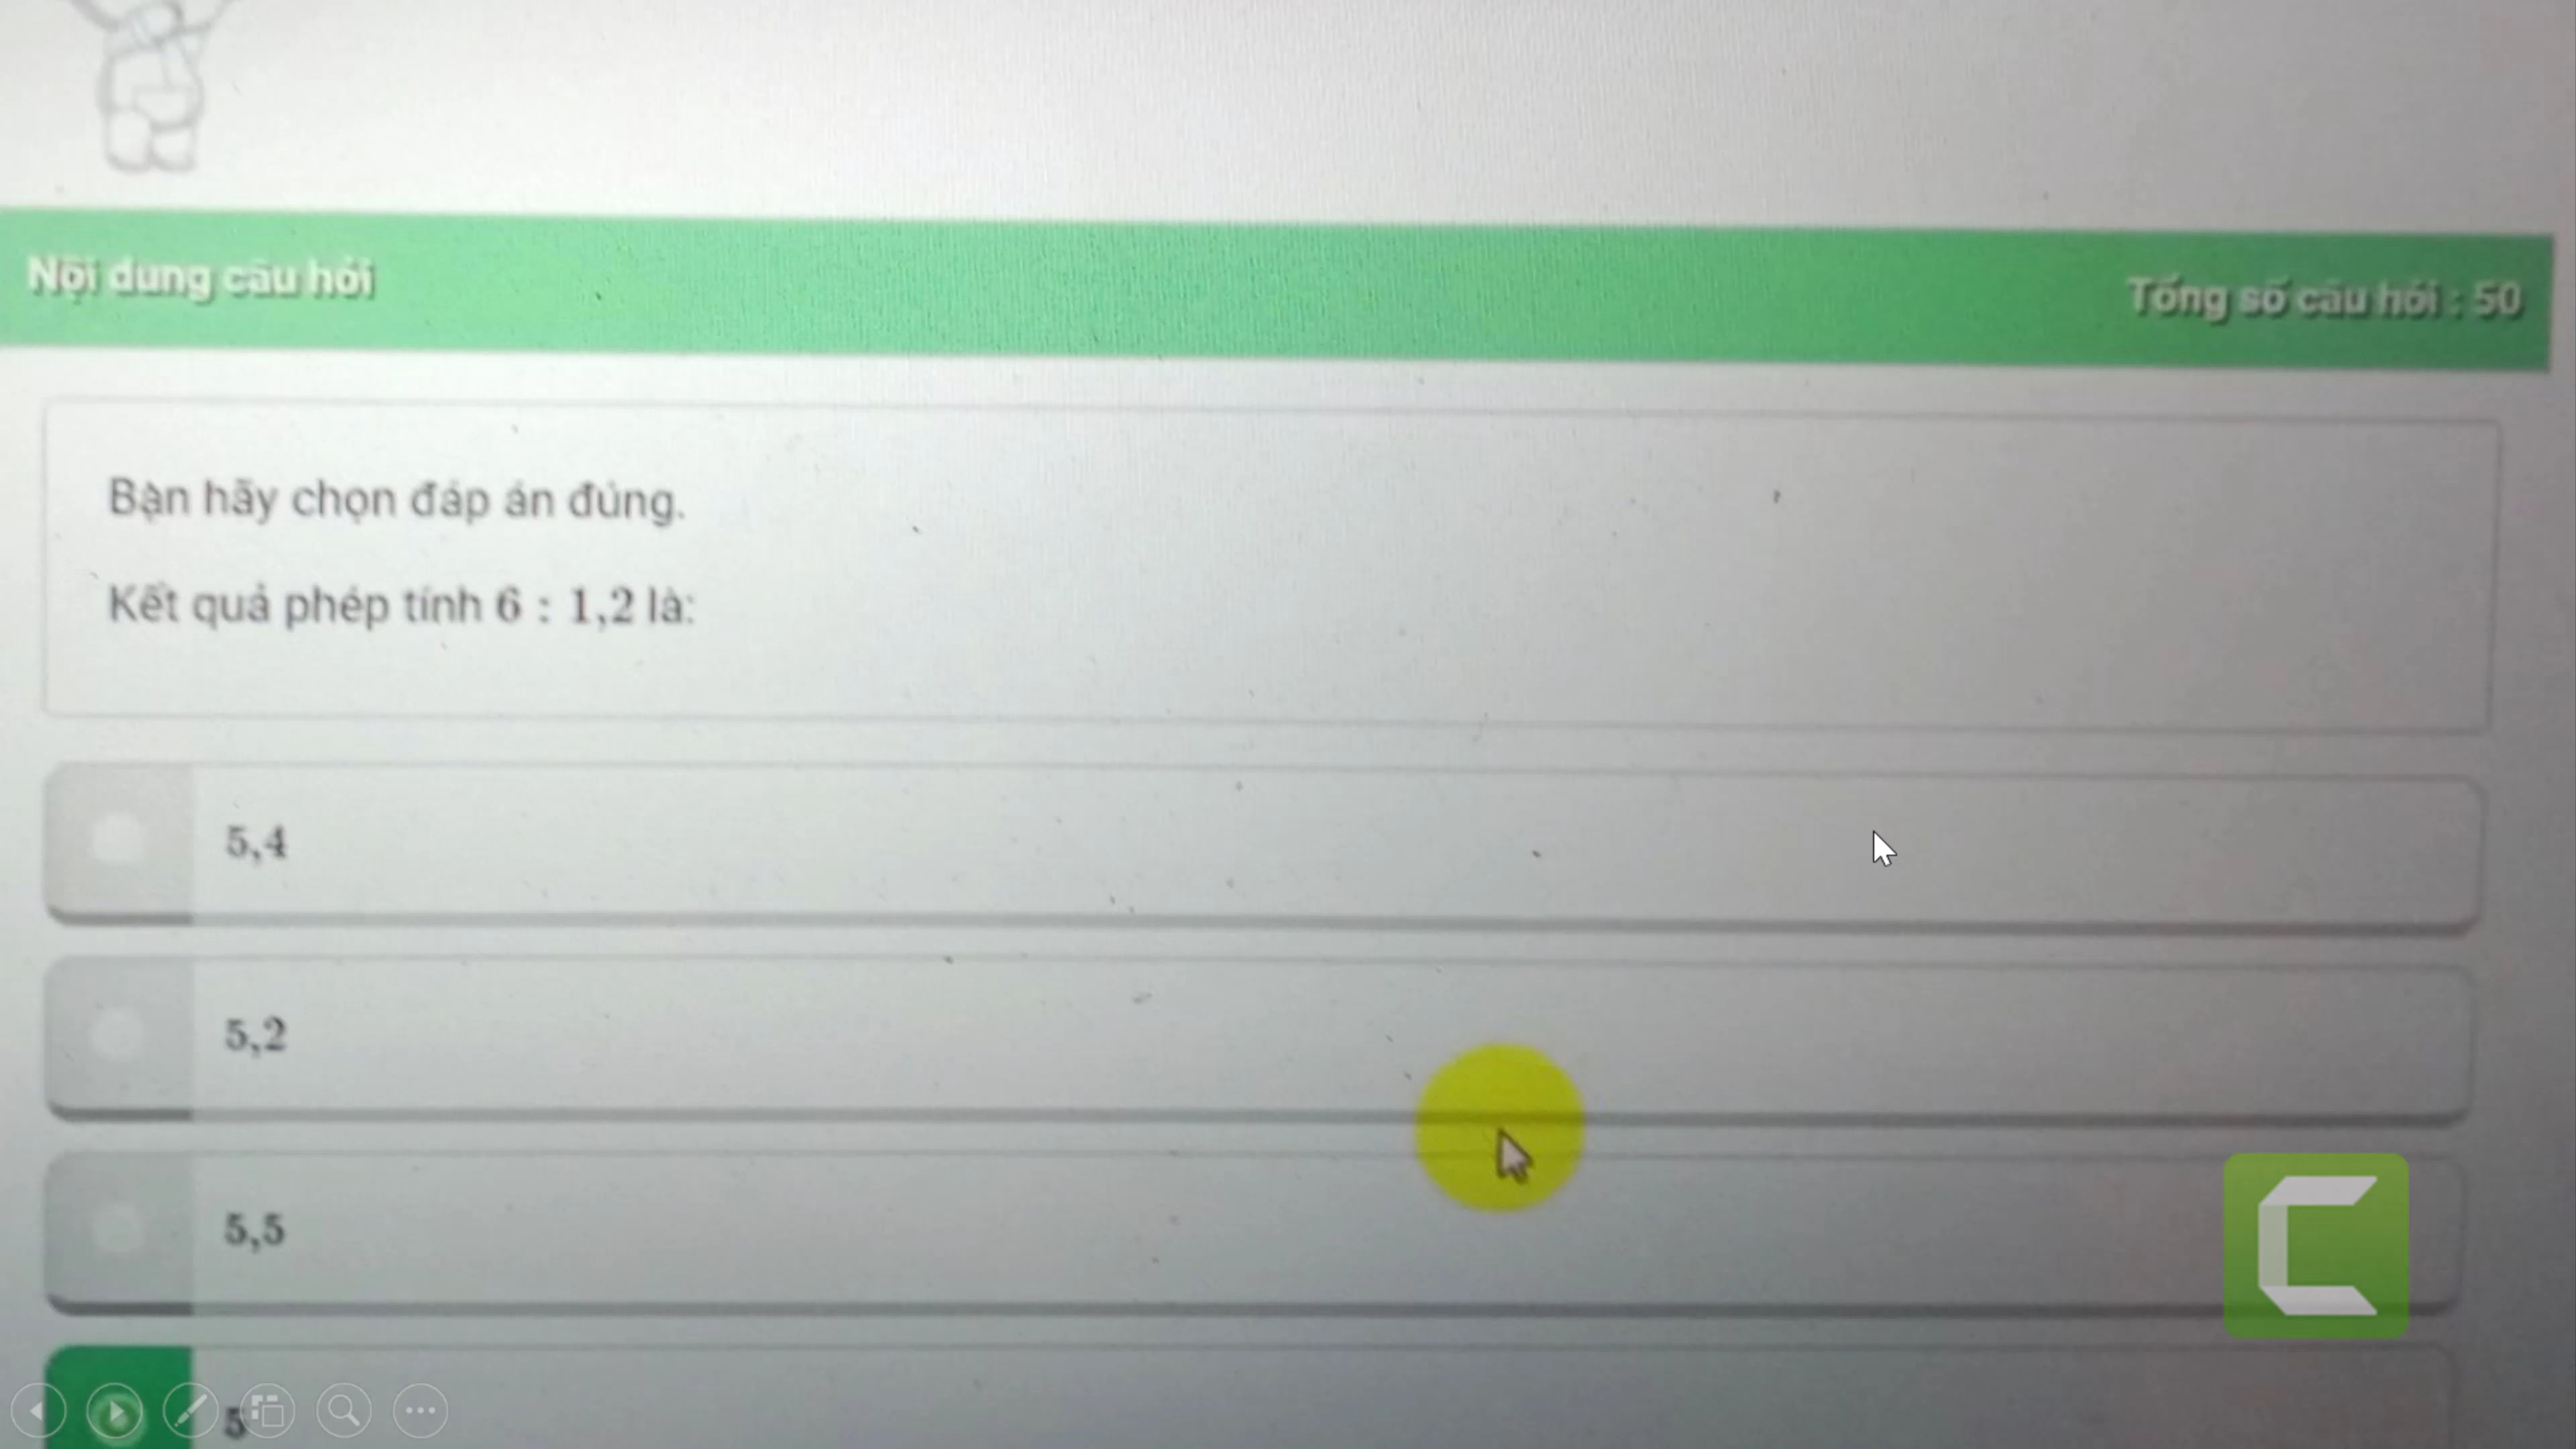 Nội dung câu hỏi
Tổng số câu hỏi : 50
Bạn hãy chọn đáp án đúng.
Kết quả phép tính 6 : 1,2 là:
5,4
5,2
5,5
5